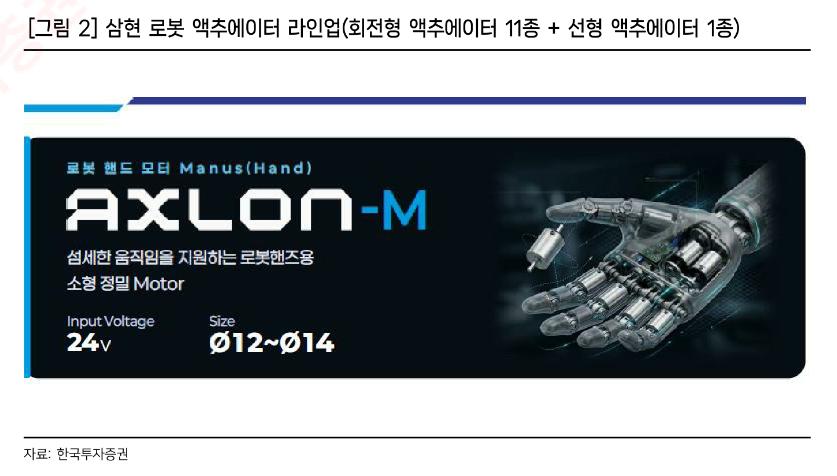 [그림 2] 삼현 로봇 액추에이터 라인업(회전형 액추에이터 11종 + 선형 액추에이터 1종)
로봇 핸드 모터 Manus(Hand)
AXLON-M
섬세한 움직임을 지원하는 로봇핸즈용
소형 정밀 Motor
Input Voltage
Size
24V
Ø12~Ø14
자료: 한국투자증권